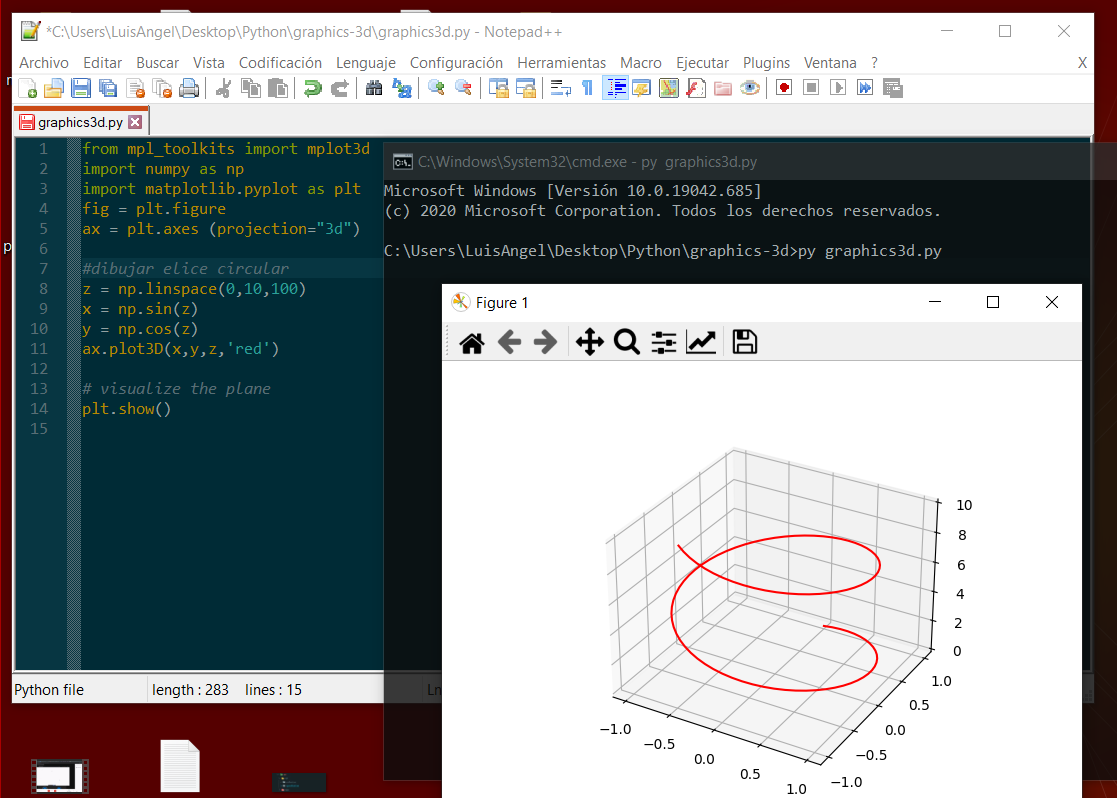 *C:\Users\LuisAngel\Desktop\Python\graphics-3d\graphics3d.py - Notepad++
Archivo Editar Buscar Vista Codificación Lenguaje Configuración Herramientas Macro Ejecutar Plugins Ventana ? X
graphics3d.py
1 from mpl_toolkits import mplot3d
2 import numpy as np
3 import matplotlib.pyplot as plt
4 fig = plt.figure
5 ax = plt.axes (projection="3d")
6
7 #dibujar elice circular
8 z = np.linspace(0,10,100)
9 x = np.sin(z)
10 y = np.cos(z)
11 ax.plot3D(x,y,z,'red')
12
13 # visualize the plane
14 plt.show()
15
Python file length : 283 lines : 15 Ln
C:\Windows\System32\cmd.exe - py graphics3d.py
Microsoft Windows [Versión 10.0.19042.685]
(c) 2020 Microsoft Corporation. Todos los derechos reservados.
C:\Users\LuisAngel\Desktop\Python\graphics-3d>py graphics3d.py
Figure 1
10
8
6
4
2
0
1.0
0.5
0.0
−0.5
−1.0
−1.0
−0.5
0.0
0.5
1.0